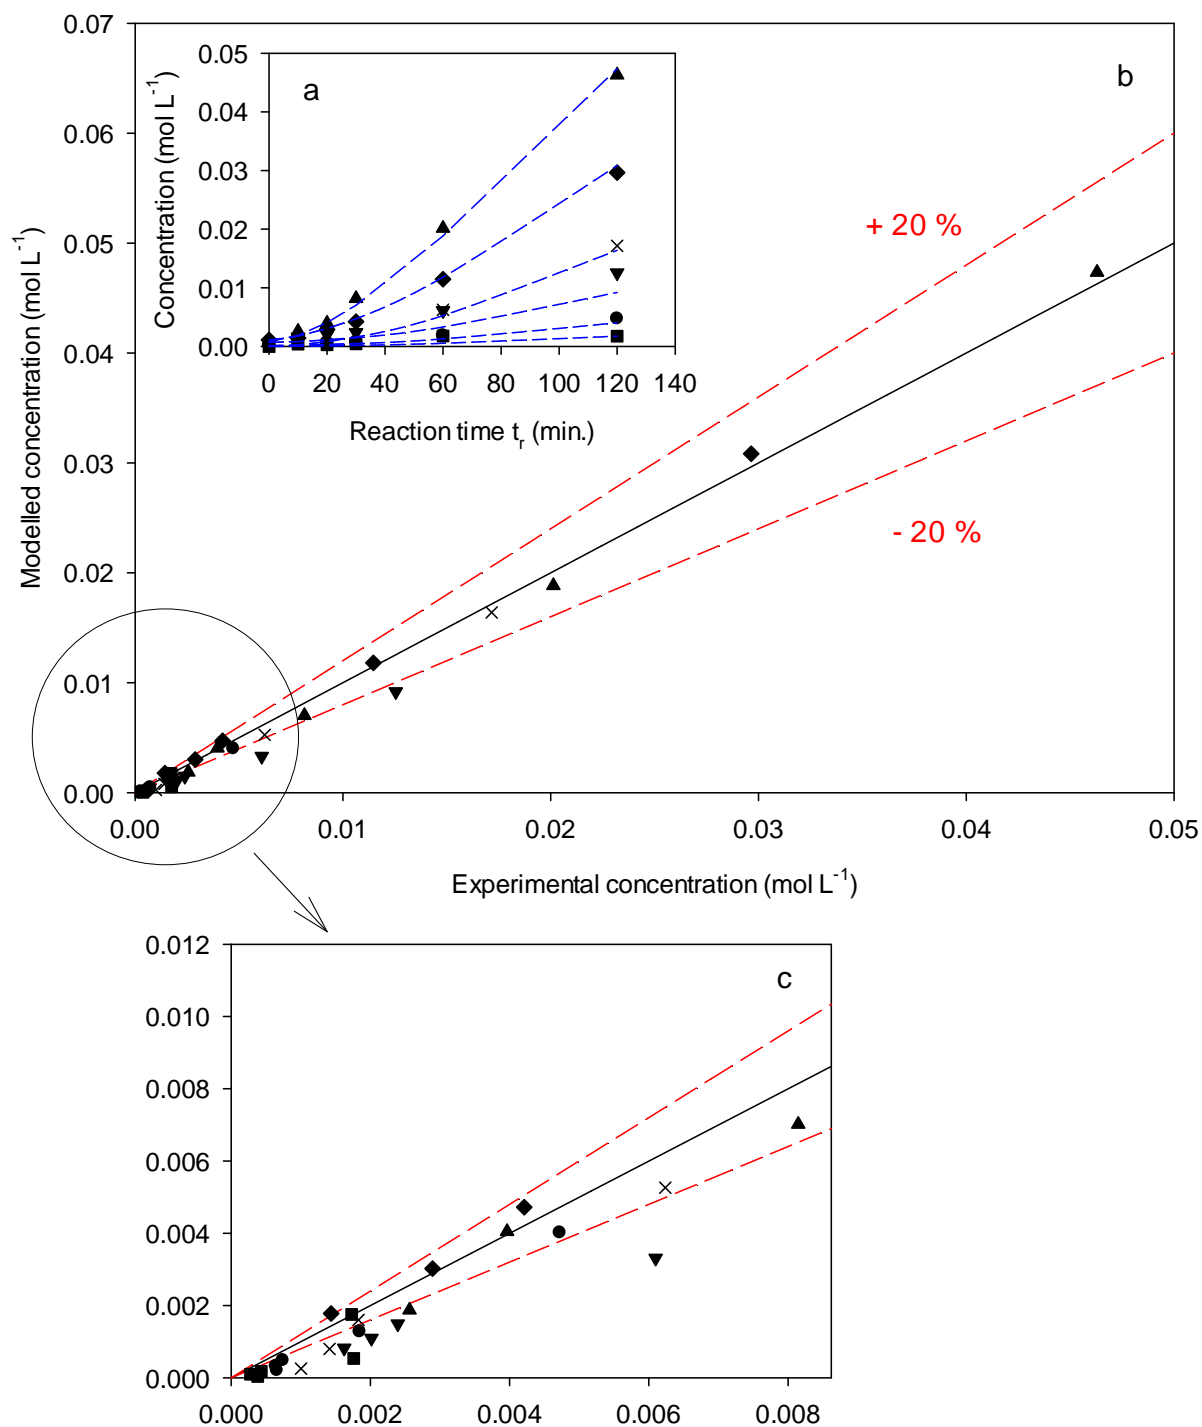 0.07
0.06
0.05
0.04
0.03
0.02
0.01
0.00
Modelled concentration (mol L⁻¹)
b
0.05
0.04
0.03
0.02
0.01
0.00
Concentration (mol L⁻¹)
a
0 20 40 60 80 100 120 140
Reaction time tᵣ (min.)
+ 20 %
- 20 %
0.00 0.01 0.02 0.03 0.04 0.05
Experimental concentration (mol L⁻¹)
c
0.012
0.010
0.008
0.006
0.004
0.002
0.000
0.000 0.002 0.004 0.006 0.008